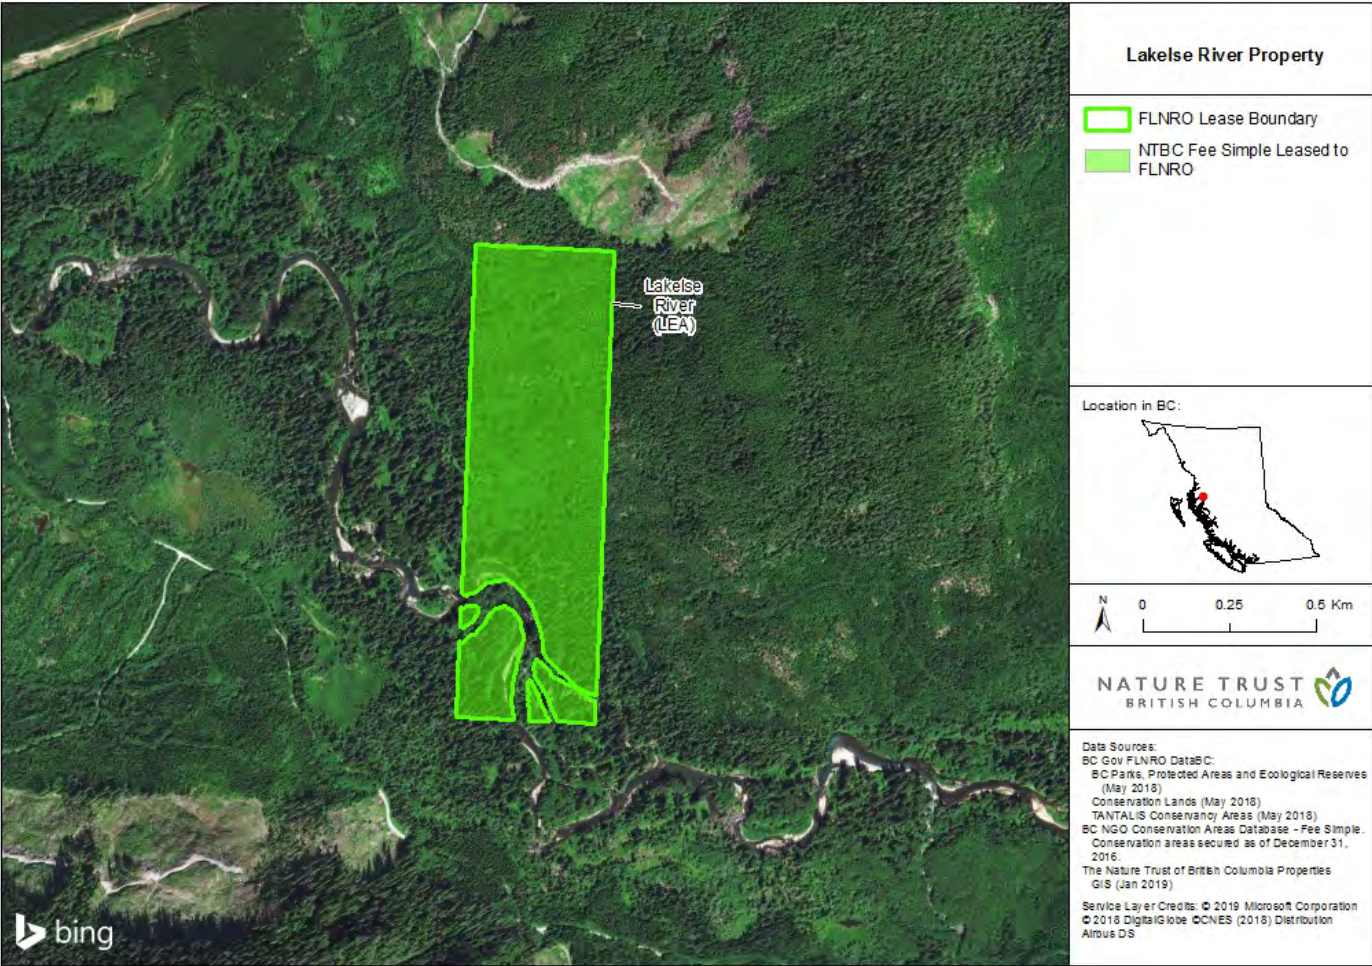 Lakelse River Property
FLNRO Lease Boundary
NTBC Fee Simple Leased to
FLNRO
Lakelse
River
(LEA)
Location in BC:
N
0 0.25 0.5 Km
NATURE TRUST
BRITISH COLUMBIA
Data Sources:
BC Gov FLNRO DataBC:
BC Parks, Protected Areas and Ecological Reserves
(May 2018)
Conservation Lands (May 2018)
TANTALIS Conservancy Areas (May 2018)
BC NGO Conservation Areas Database - Fee Simple.
Conservation areas secured as of December 31,
2016.
The Nature Trust of British Columbia Properties
GIS (Jan 2019)
Service Layer Credits: © 2019 Microsoft Corporation
© 2018 DigitalGlobe ©CNES (2018) Distribution
Airbus DS
bing